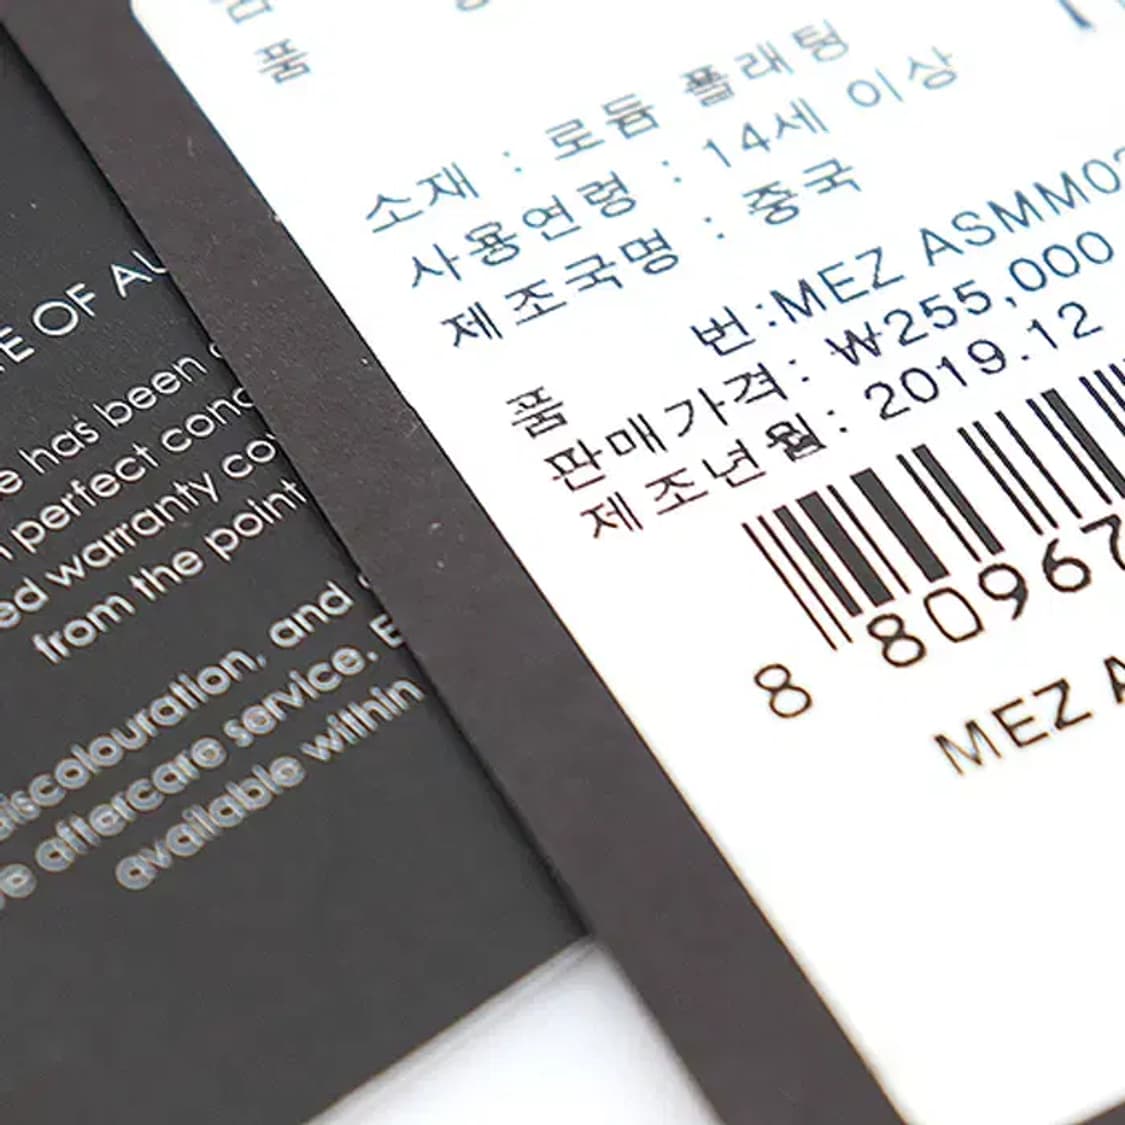 품
소재 : 로듐 플래팅
사용연령 : 14세 이상
제조국명 : 중국
품 번:MEZ ASMM02
판매가격: ₩255,000
제조년월: 2019.12
8 80967
MEZ A
E OF AU
e has been
perfect conc
ed warranty cov
from the point
discolouration, and
e aftercare service. E
available within